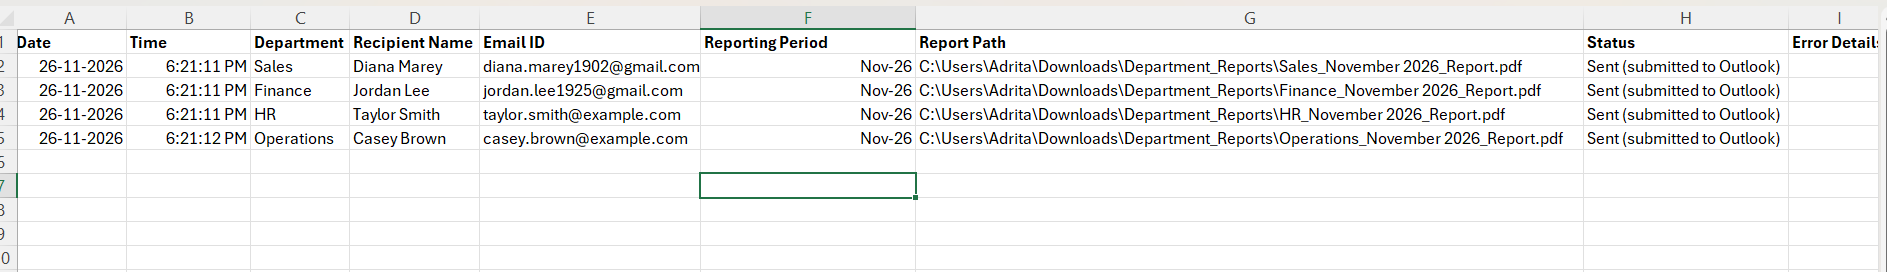 A B C D E F G H I
1 Date Time Department Recipient Name Email ID Reporting Period Report Path Status Error Details
2 26-11-2026 6:21:11 PM Sales Diana Marey diana.marey1902@gmail.com Nov-26 C:\Users\Adrita\Downloads\Department_Reports\Sales_November 2026_Report.pdf Sent (submitted to Outlook)
3 26-11-2026 6:21:11 PM Finance Jordan Lee jordan.lee1925@gmail.com Nov-26 C:\Users\Adrita\Downloads\Department_Reports\Finance_November 2026_Report.pdf Sent (submitted to Outlook)
4 26-11-2026 6:21:11 PM HR Taylor Smith taylor.smith@example.com Nov-26 C:\Users\Adrita\Downloads\Department_Reports\HR_November 2026_Report.pdf Sent (submitted to Outlook)
5 26-11-2026 6:21:12 PM Operations Casey Brown casey.brown@example.com Nov-26 C:\Users\Adrita\Downloads\Department_Reports\Operations_November 2026_Report.pdf Sent (submitted to Outlook)
6
7
8
9
0